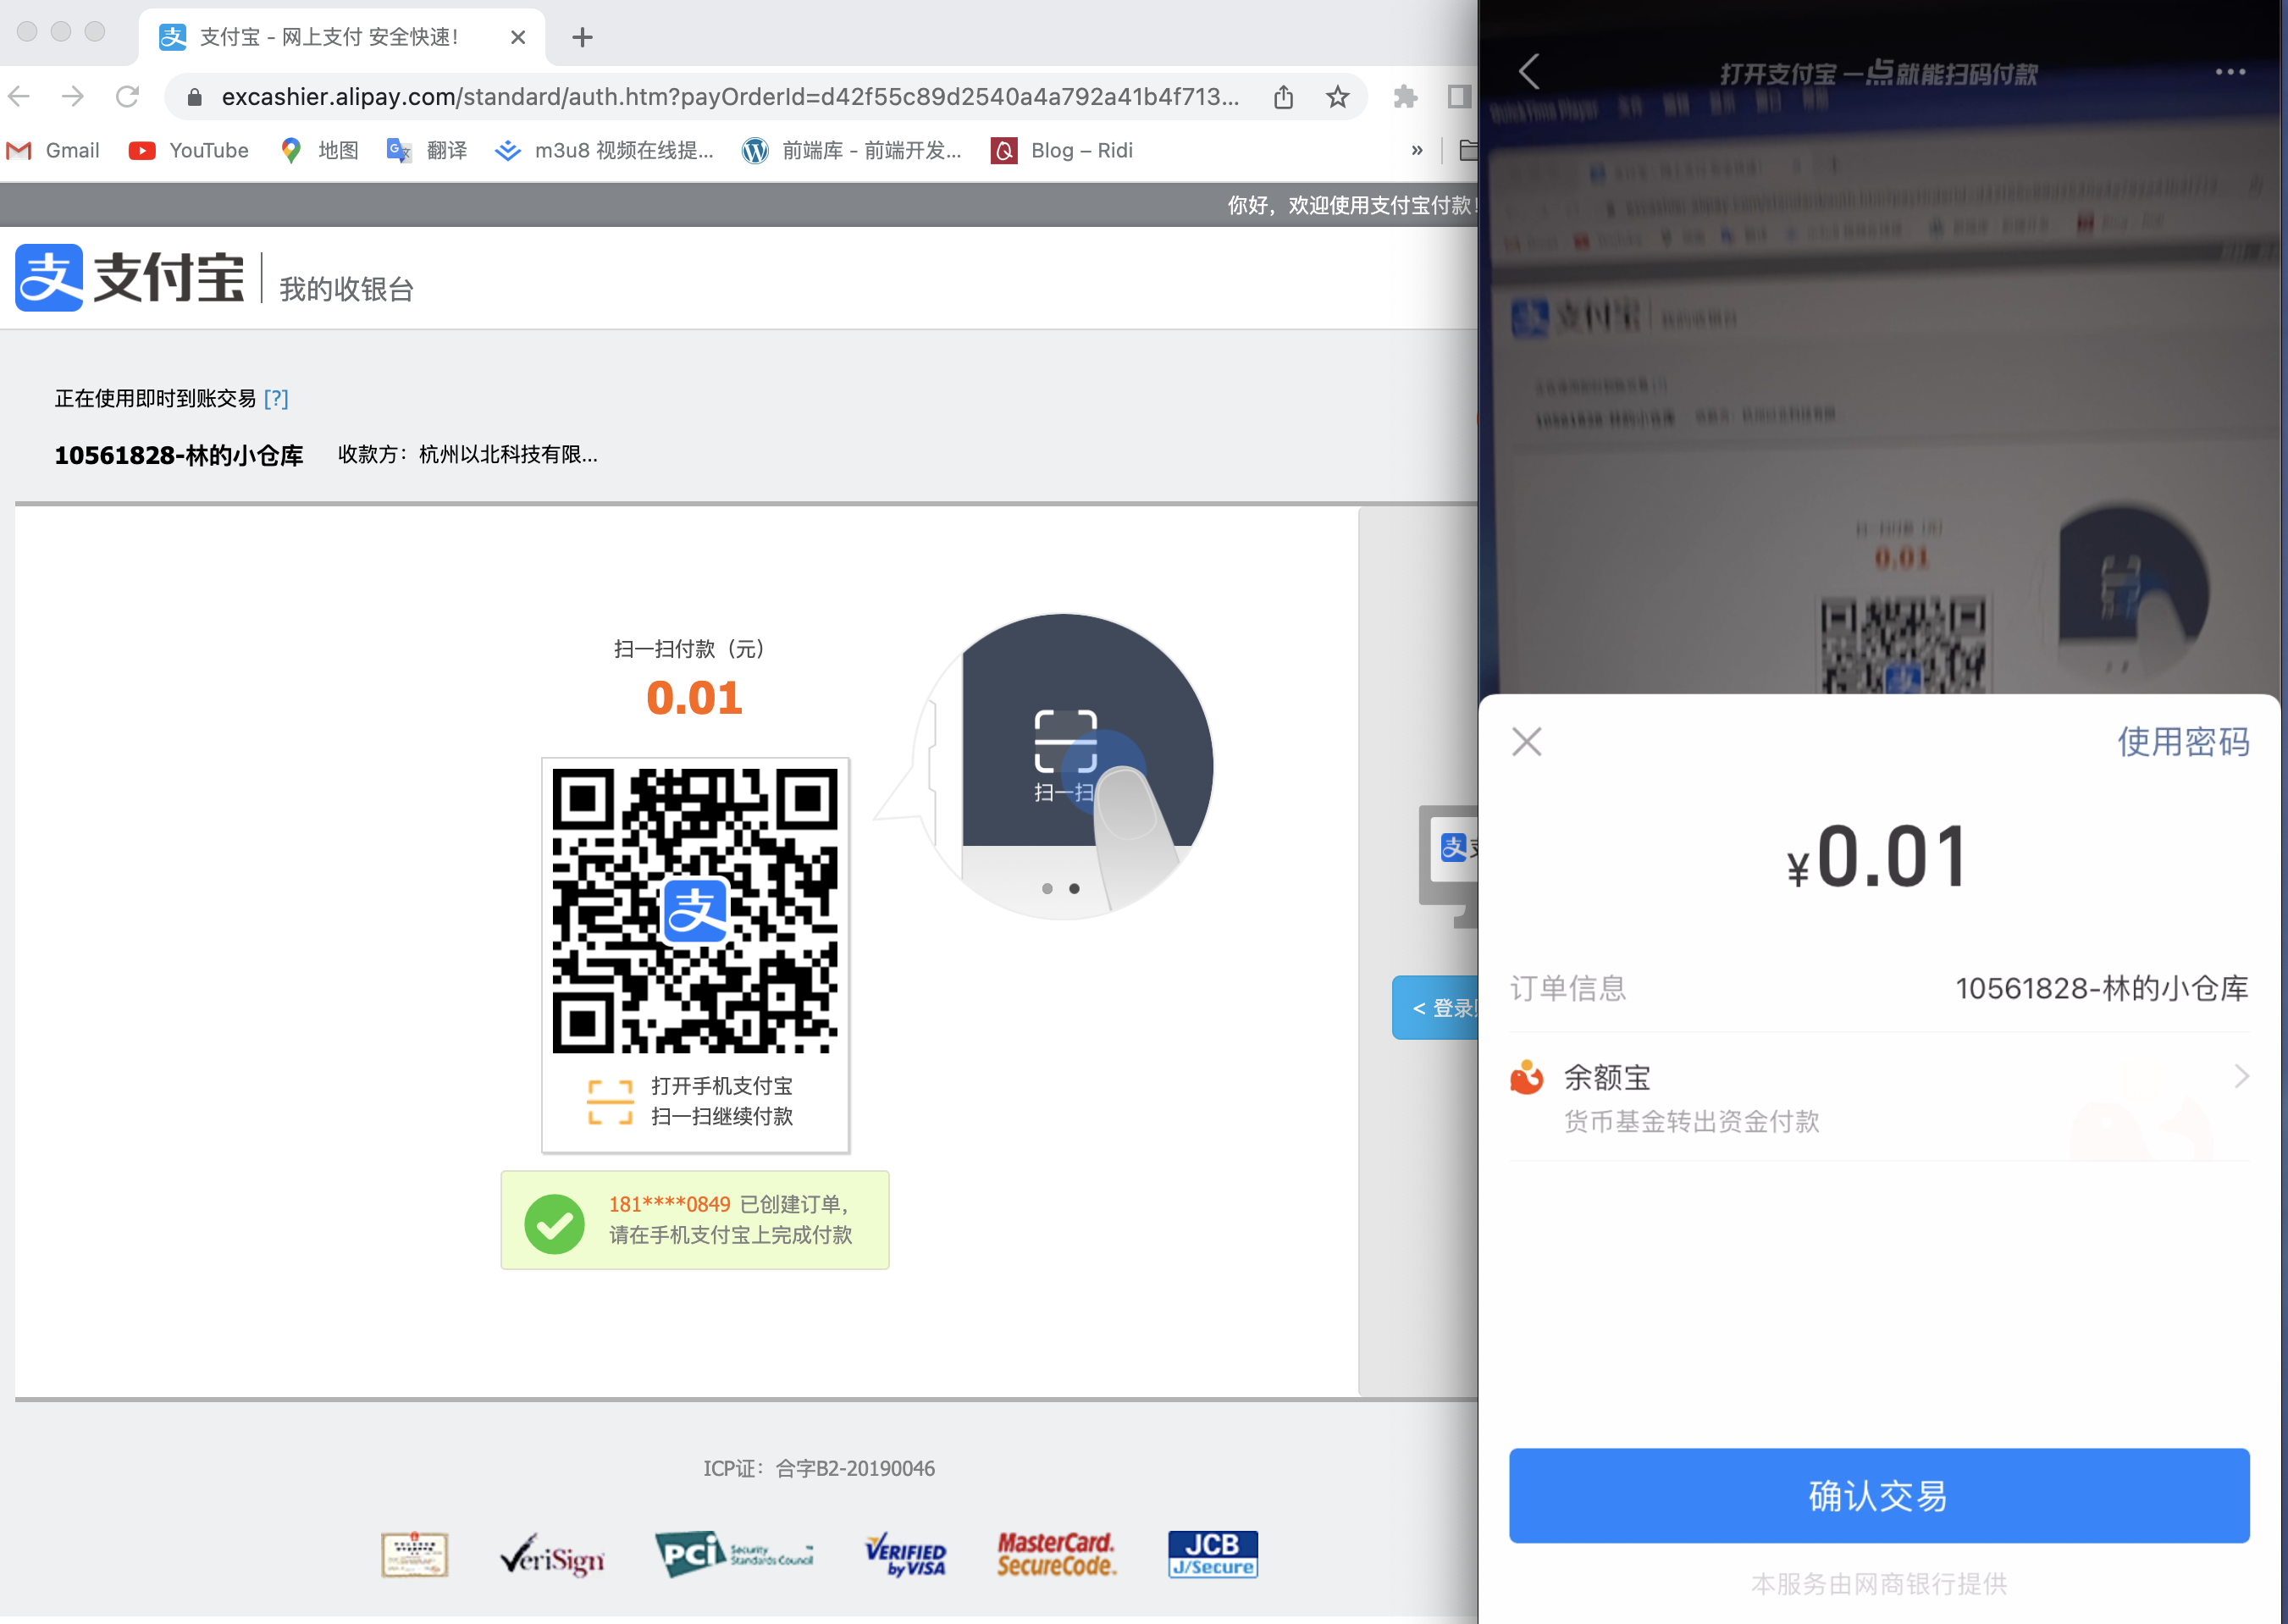 支付宝 - 网上支付 安全快速！
excashier.alipay.com/standard/auth.htm?payOrderId=d42f55c89d2540a4a792a41b4f713...
Gmail YouTube 地图 翻译 m3u8 视频在线提... 前端库 - 前端开发... Blog – Ridi »
你好，欢迎使用支付宝付款！
支付宝 我的收银台
正在使用即时到账交易 [?]
10561828-林的小仓库 收款方：杭州以北科技有限...
扫一扫付款（元）
0.01
扫一扫
支
打开手机支付宝
扫一扫继续付款
181****0849 已创建订单，
请在手机支付宝上完成付款
< 登录
ICP证：合字B2-20190046
VeriSign
PCi Security Standards Council
VERIFIED by VISA
MasterCard. SecureCode.
JCB J/Secure
打开支付宝 一点就能扫码付款
QuickTime Player
支付宝
0.01
使用密码
¥0.01
订单信息 10561828-林的小仓库
余额宝
货币基金转出资金付款
确认交易
本服务由网商银行提供